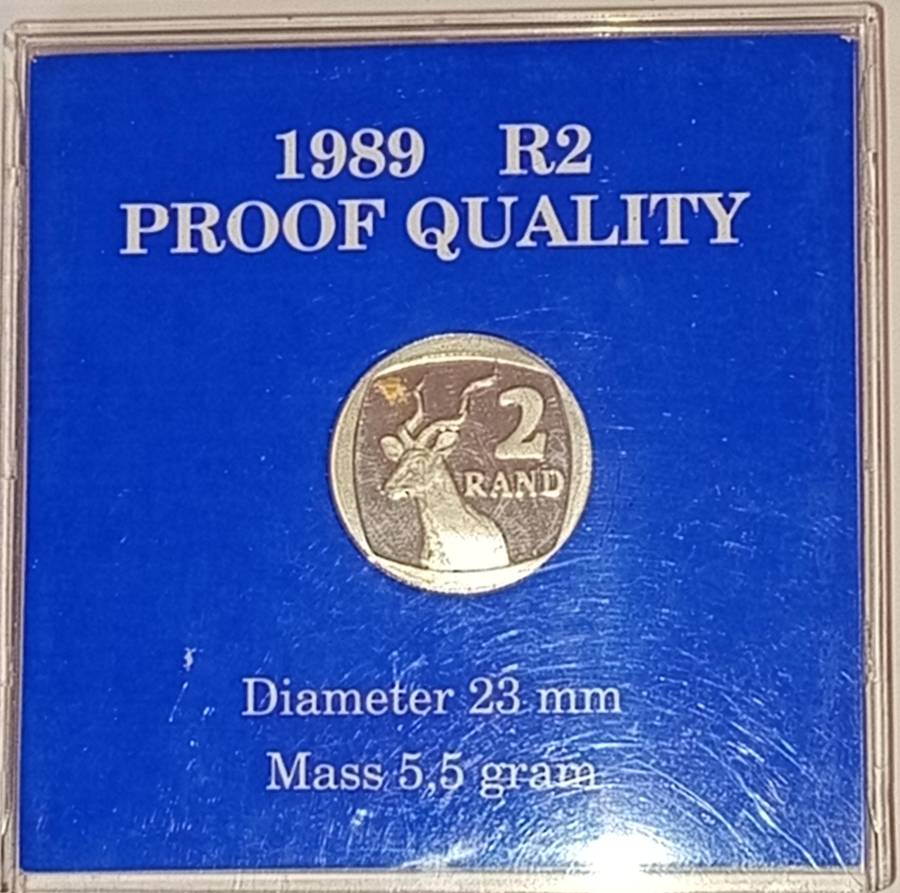 1989 R2
PROOF QUALITY
2
RAND
Diameter 23 mm
Mass 5,5 gram